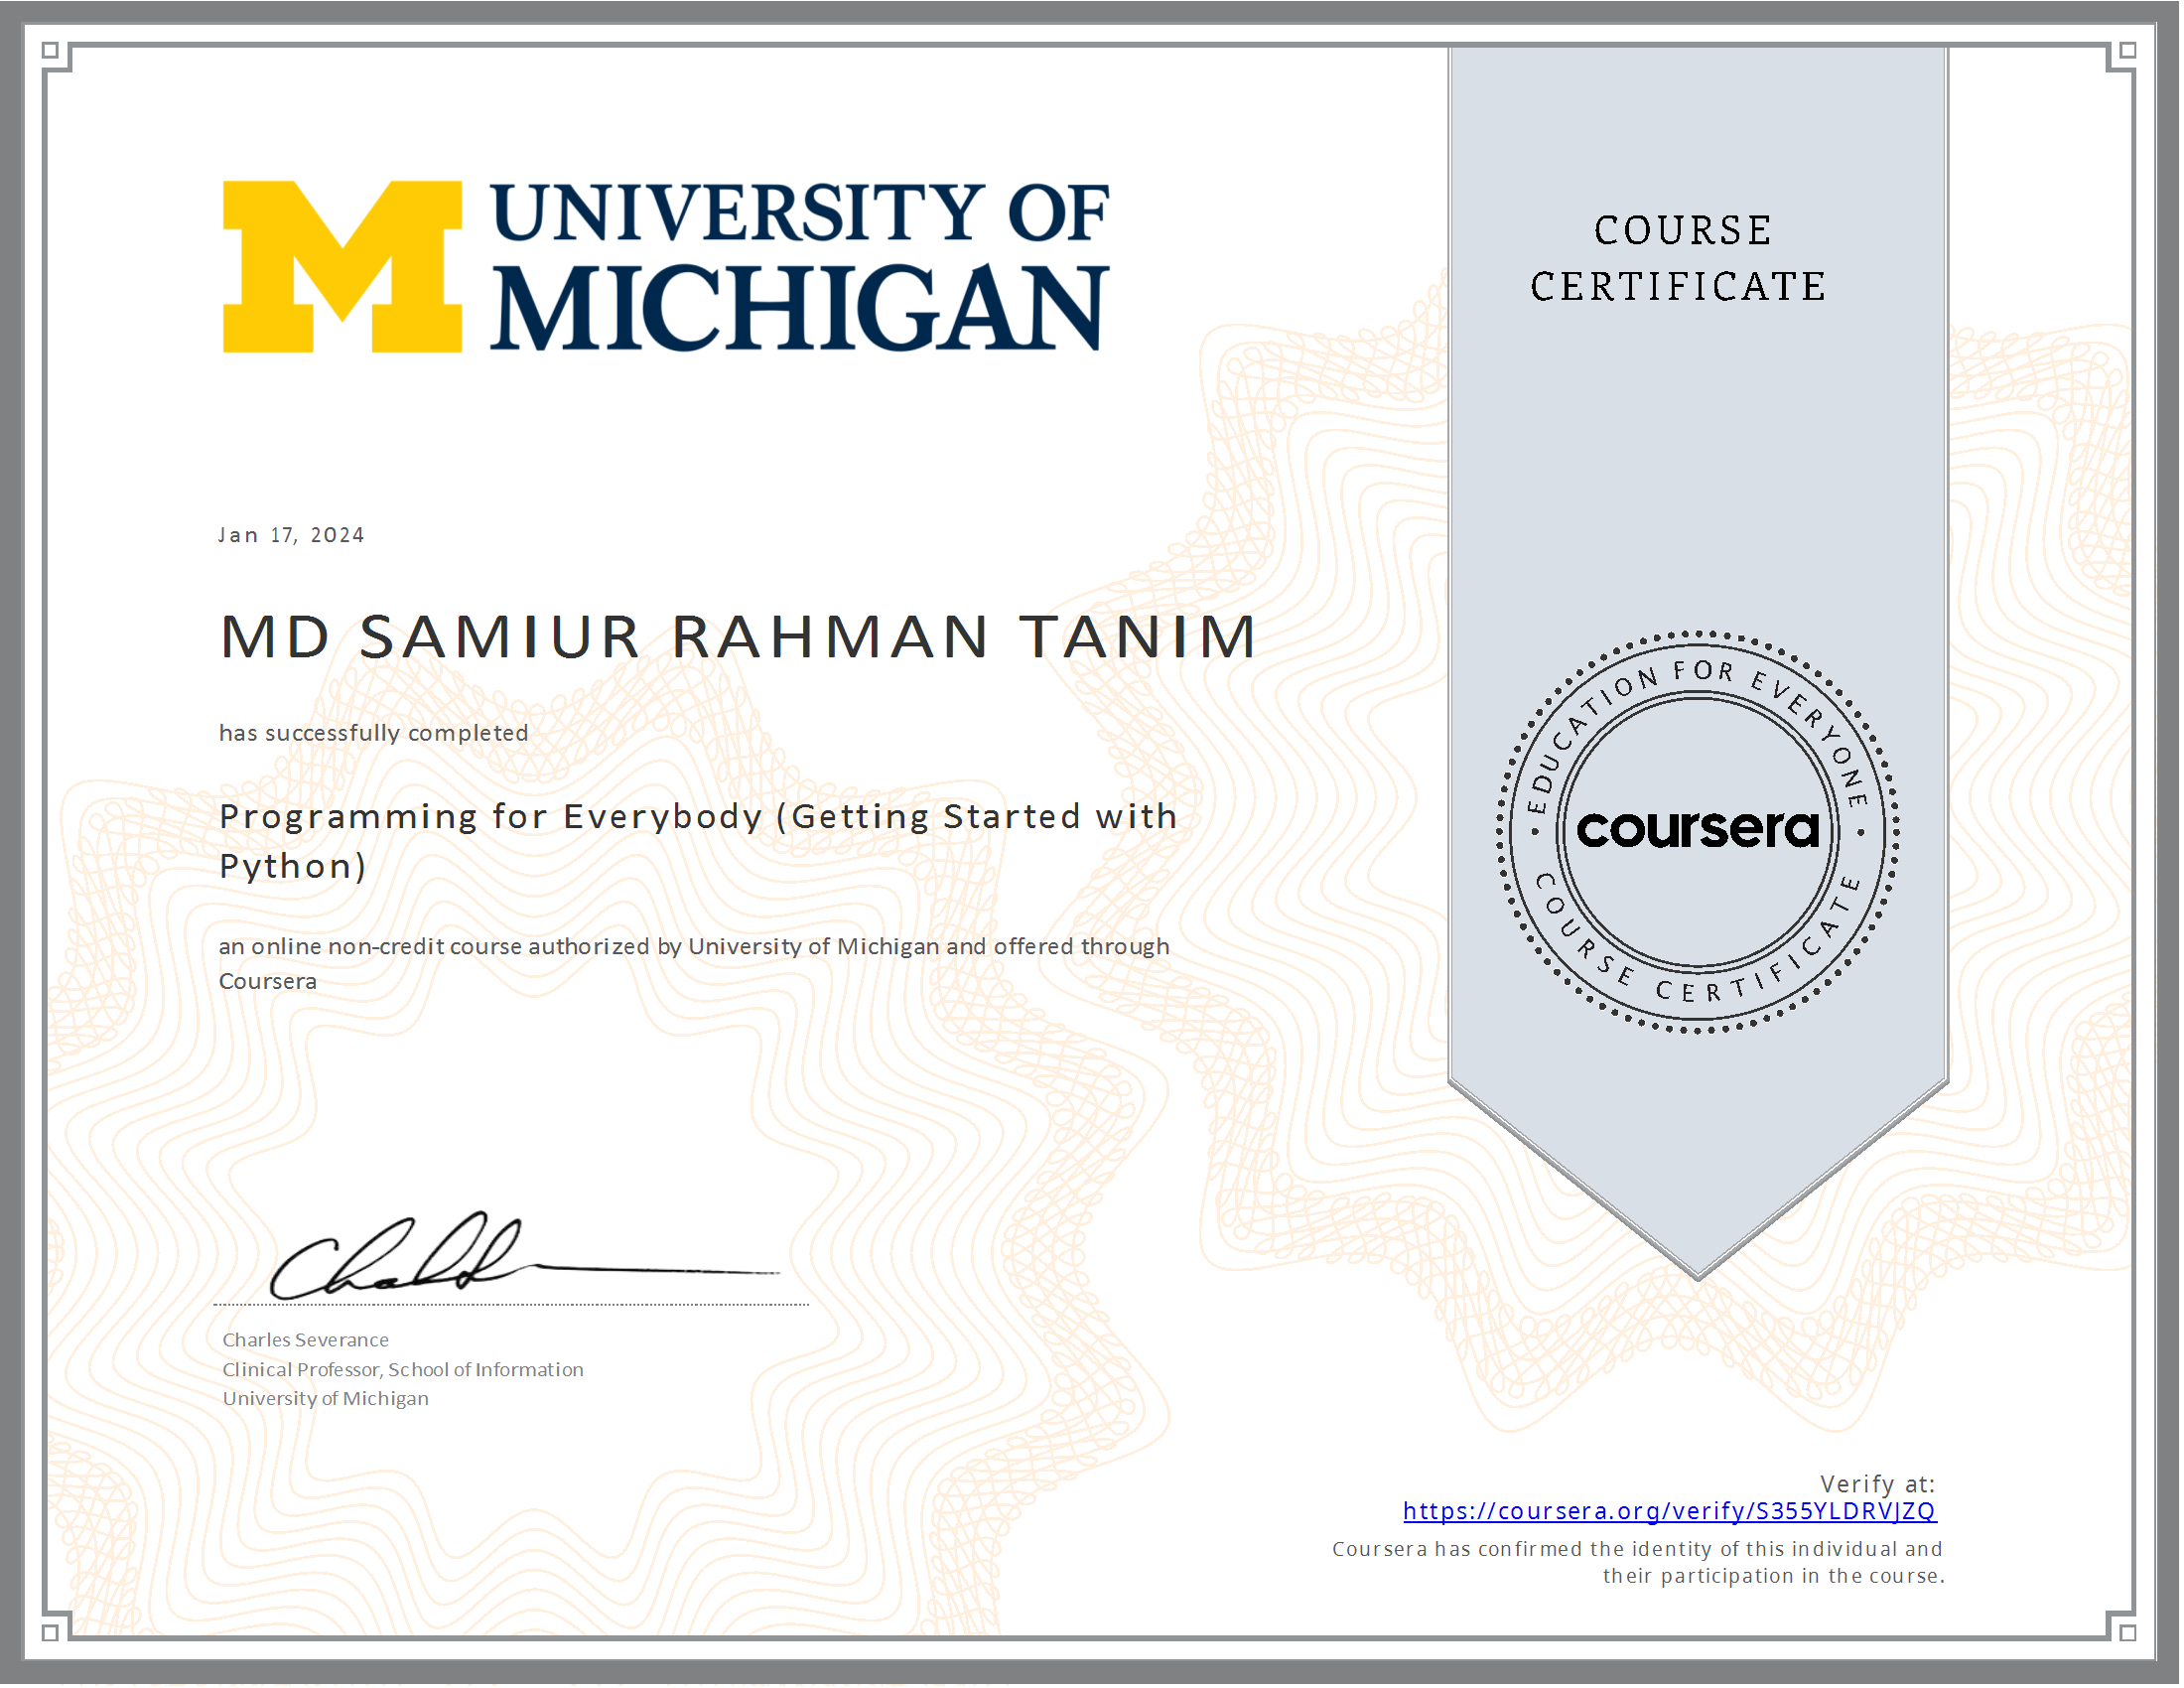 UNIVERSITY OF
MICHIGAN
COURSE
CERTIFICATE
Jan 17, 2024
MD SAMIUR RAHMAN TANIM
has successfully completed
Programming for Everybody (Getting Started with
Python)
an online non-credit course authorized by University of Michigan and offered through
Coursera
EDUCATION FOR EVERYONE
coursera
COURSE CERTIFICATE
Charles Severance
Clinical Professor, School of Information
University of Michigan
Verify at:
https://coursera.org/verify/S355YLDRVJZQ
Coursera has confirmed the identity of this individual and
their participation in the course.